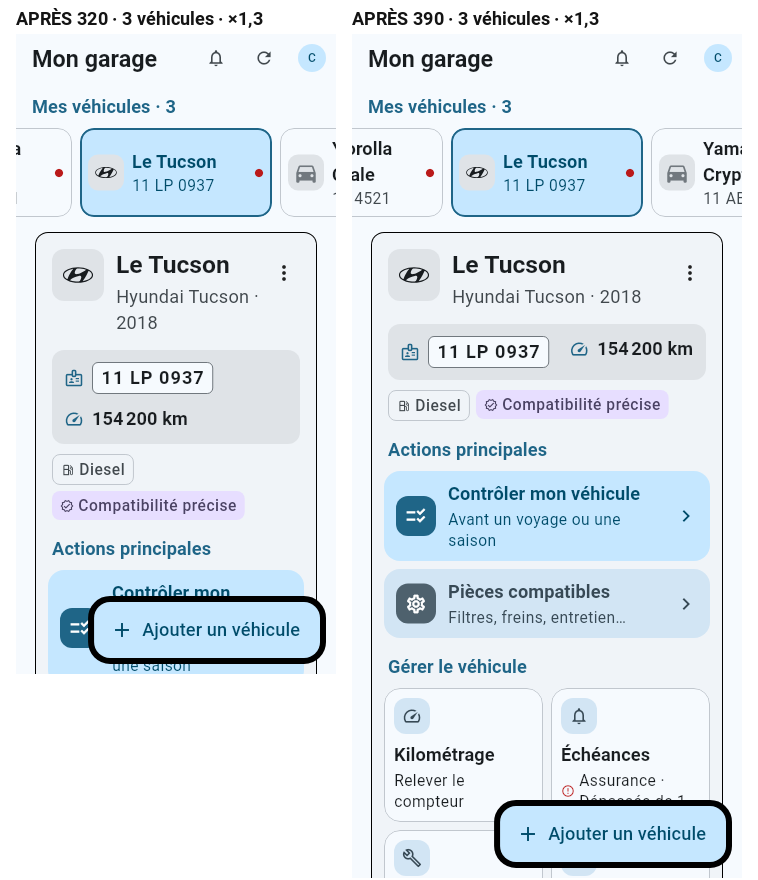 APRÈS 320 · 3 véhicules · ×1,3
Mon garage
C
Mes véhicules · 3
Le Tucson
11 LP 0937
Le Tucson
Hyundai Tucson ·
2018
11 LP 0937
154 200 km
Diesel
Compatibilité précise
Actions principales
Contrôler mon
une saison
Ajouter un véhicule
APRÈS 390 · 3 véhicules · ×1,3
Mon garage
C
Mes véhicules · 3
4521
Le Tucson
11 LP 0937
11
Le Tucson
Hyundai Tucson · 2018
11 LP 0937
154 200 km
Diesel
Compatibilité précise
Actions principales
Contrôler mon véhicule
Avant un voyage ou une
saison
Pièces compatibles
Filtres, freins, entretien…
Gérer le véhicule
Kilométrage
Relever le
compteur
Échéances
Assurance ·
Ajouter un véhicule